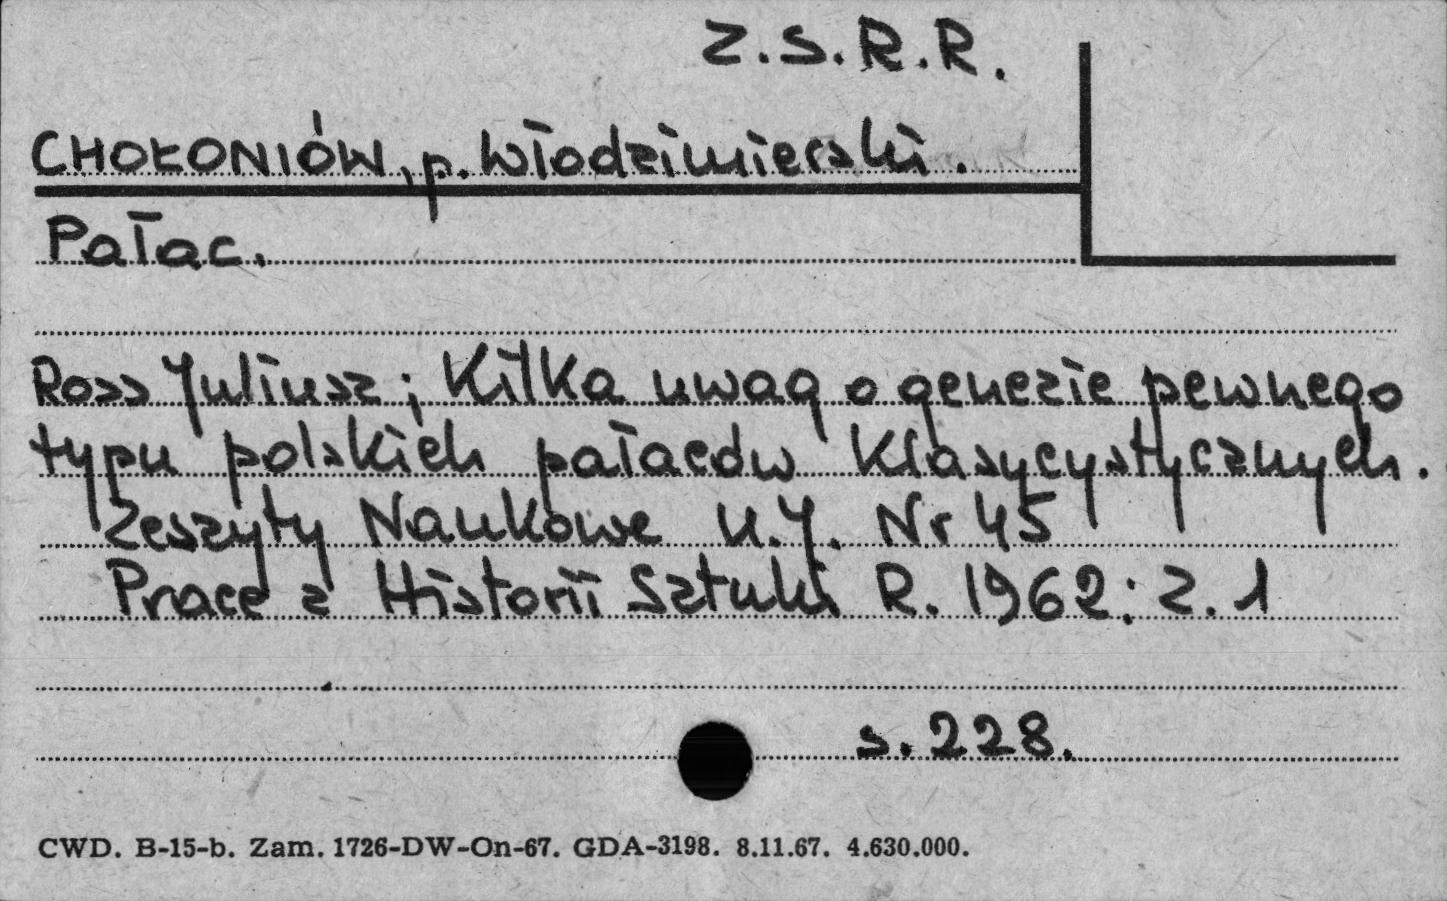 Z.S.R.R.
CHOŁONIÓW, p. Włodzimierski.
Pałac.
Ross Juliusz; Kilka uwag o genezie pewnego
typu polskich pałaców klasycystycznych.
Zeszyty Naukowe U.J. Nr 45
Prace z Historii Sztuki R. 1962: Z. 1
s. 228.
CWD. B-15-b. Zam. 1726-DW-On-67. GDA-3198. 8.11.67. 4.630.000.